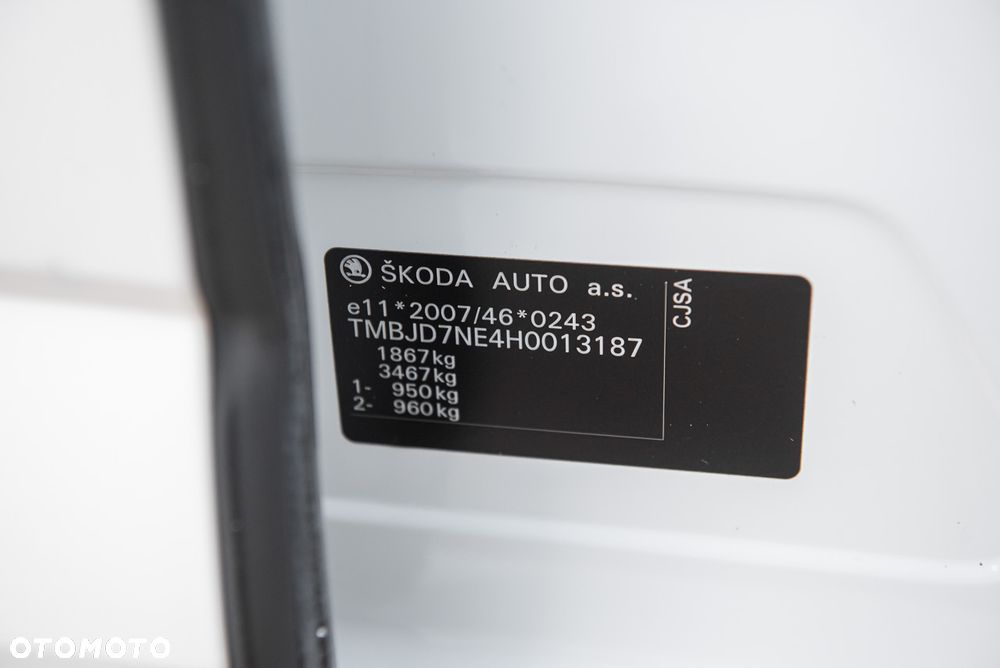 ŠKODA AUTO a.s.
e11*2007/46*0243
TMBJD7NE4H0013187
1867kg
3467kg
1- 950kg
2- 960kg
CJSA
OTOMOTO